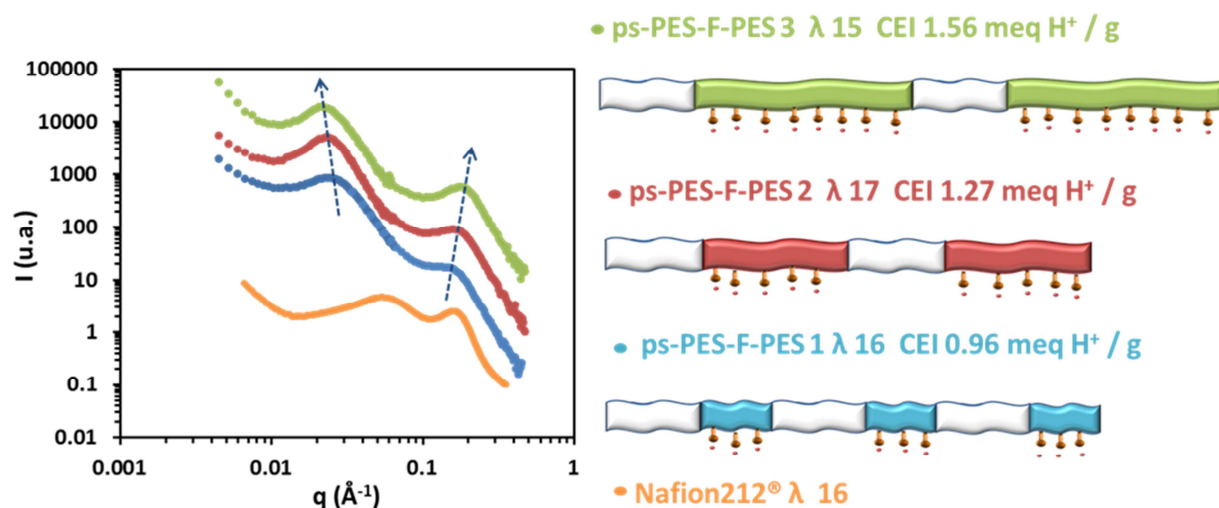 ps-PES-F-PES 3 λ 15 CEI 1.56 meq H⁺ / g
100000
10000
1000
100
10
1
0.1
0.01
I (u.a.)
0.001
0.01
0.1
1
q (Å⁻¹)
ps-PES-F-PES 2 λ 17 CEI 1.27 meq H⁺ / g
ps-PES-F-PES 1 λ 16 CEI 0.96 meq H⁺ / g
Nafion212® λ 16